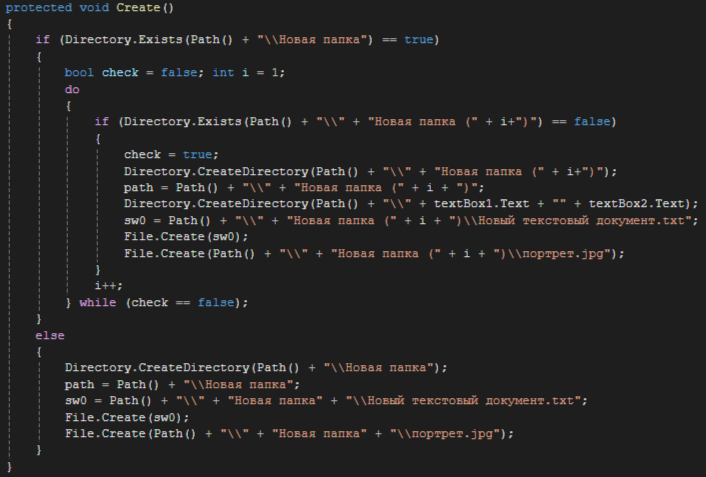 protected void Create()
{
if (Directory.Exists(Path() + "\\Новая папка") == true)
{
bool check = false; int i = 1;
do
{
if (Directory.Exists(Path() + "\\" + "Новая папка (" + i+")") == false)
{
check = true;
Directory.CreateDirectory(Path() + "\\" + "Новая папка (" + i+")");
path = Path() + "\\" + "Новая папка (" + i + ")";
Directory.CreateDirectory(Path() + "\\" + textBox1.Text + "" + textBox2.Text);
sw0 = Path() + "\\" + "Новая папка (" + i + ")\\Новый текстовый документ.txt";
File.Create(sw0);
File.Create(Path() + "\\" + "Новая папка (" + i + ")\\портрет.jpg");
}
i++;
} while (check == false);
}
else
{
Directory.CreateDirectory(Path() + "\\Новая папка");
path = Path() + "\\Новая папка";
sw0 = Path() + "\\" + "Новая папка" + "\\Новый текстовый документ.txt";
File.Create(sw0);
File.Create(Path() + "\\" + "Новая папка" + "\\портрет.jpg");
}
}